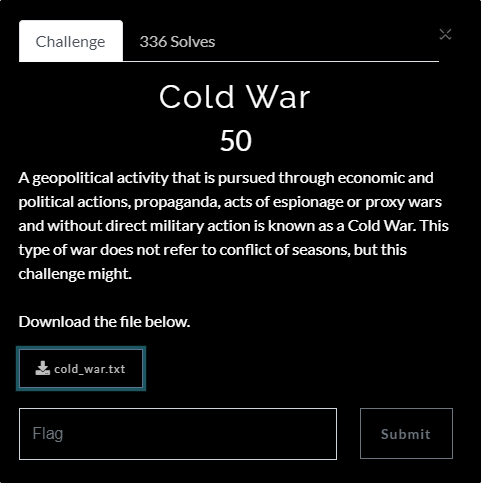 Challenge
336 Solves
Cold War
50
A geopolitical activity that is pursued through economic and
political actions, propaganda, acts of espionage or proxy wars
and without direct military action is known as a Cold War. This
type of war does not refer to conflict of seasons, but this
challenge might.
Download the file below.
cold_war.txt
Flag
Submit